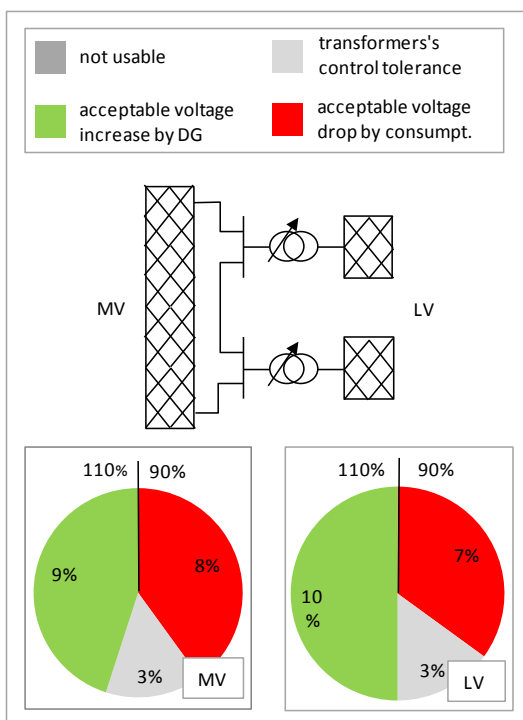 not usable
transformers's
control tolerance
acceptable voltage
increase by DG
acceptable voltage
drop by consumpt.
MV
LV
110% 90%
9%
8%
3%
MV
110% 90%
10
%
7%
3%
LV